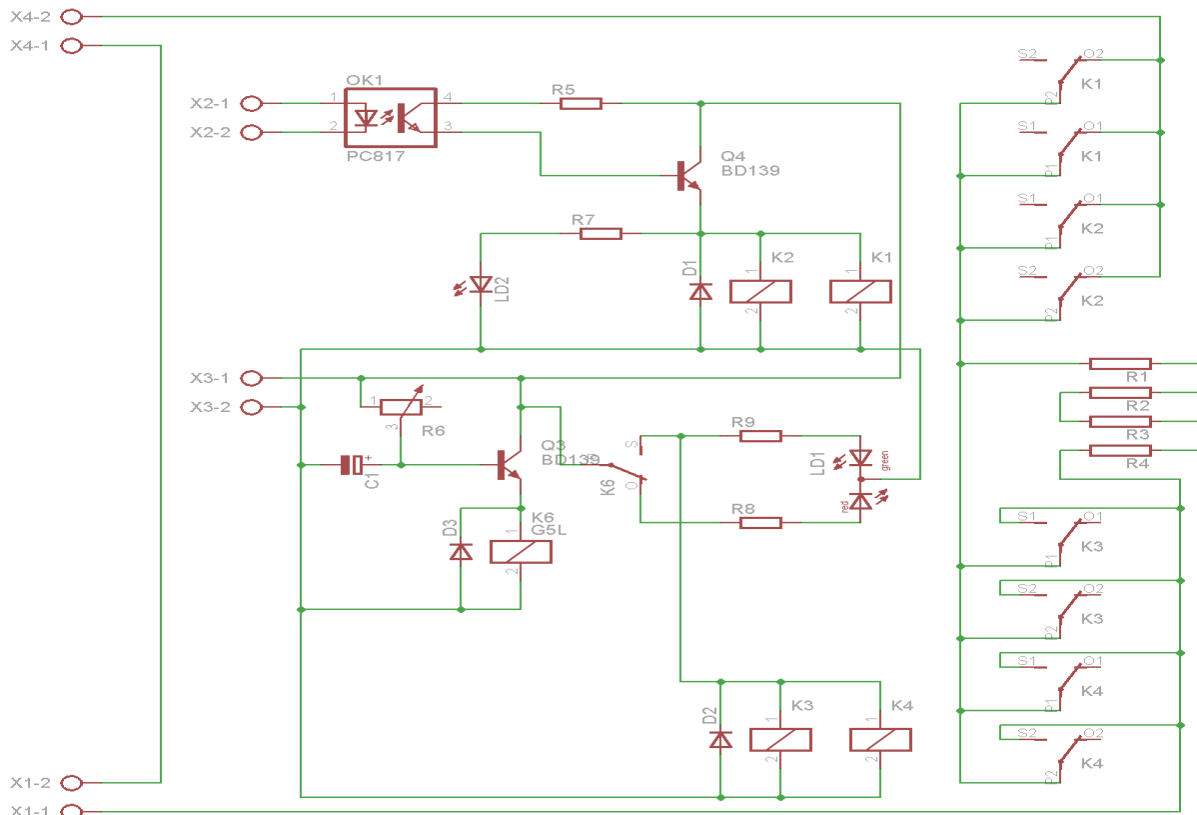 X4-2
X4-1
OK1
X2-1
X2-2
1
2
4
3
PC817
R5
Q4
BD139
R7
LD2
D1
K2
1
2
K1
1
2
X3-1
X3-2
1
2
3
R6
C1
+
Q3
BD139
K6
G5L
1
2
D3
K6
S
O
R9
R8
LD1
green
red
D2
K3
1
2
K4
1
2
S2
O2
P2
K1
S1
O1
P1
K1
S1
O1
P1
K2
S2
O2
P2
K2
R1
R2
R3
R4
S1
O1
P1
K3
S2
O2
P2
K3
S1
O1
P1
K4
S2
O2
P2
K4
X1-2
X1-1